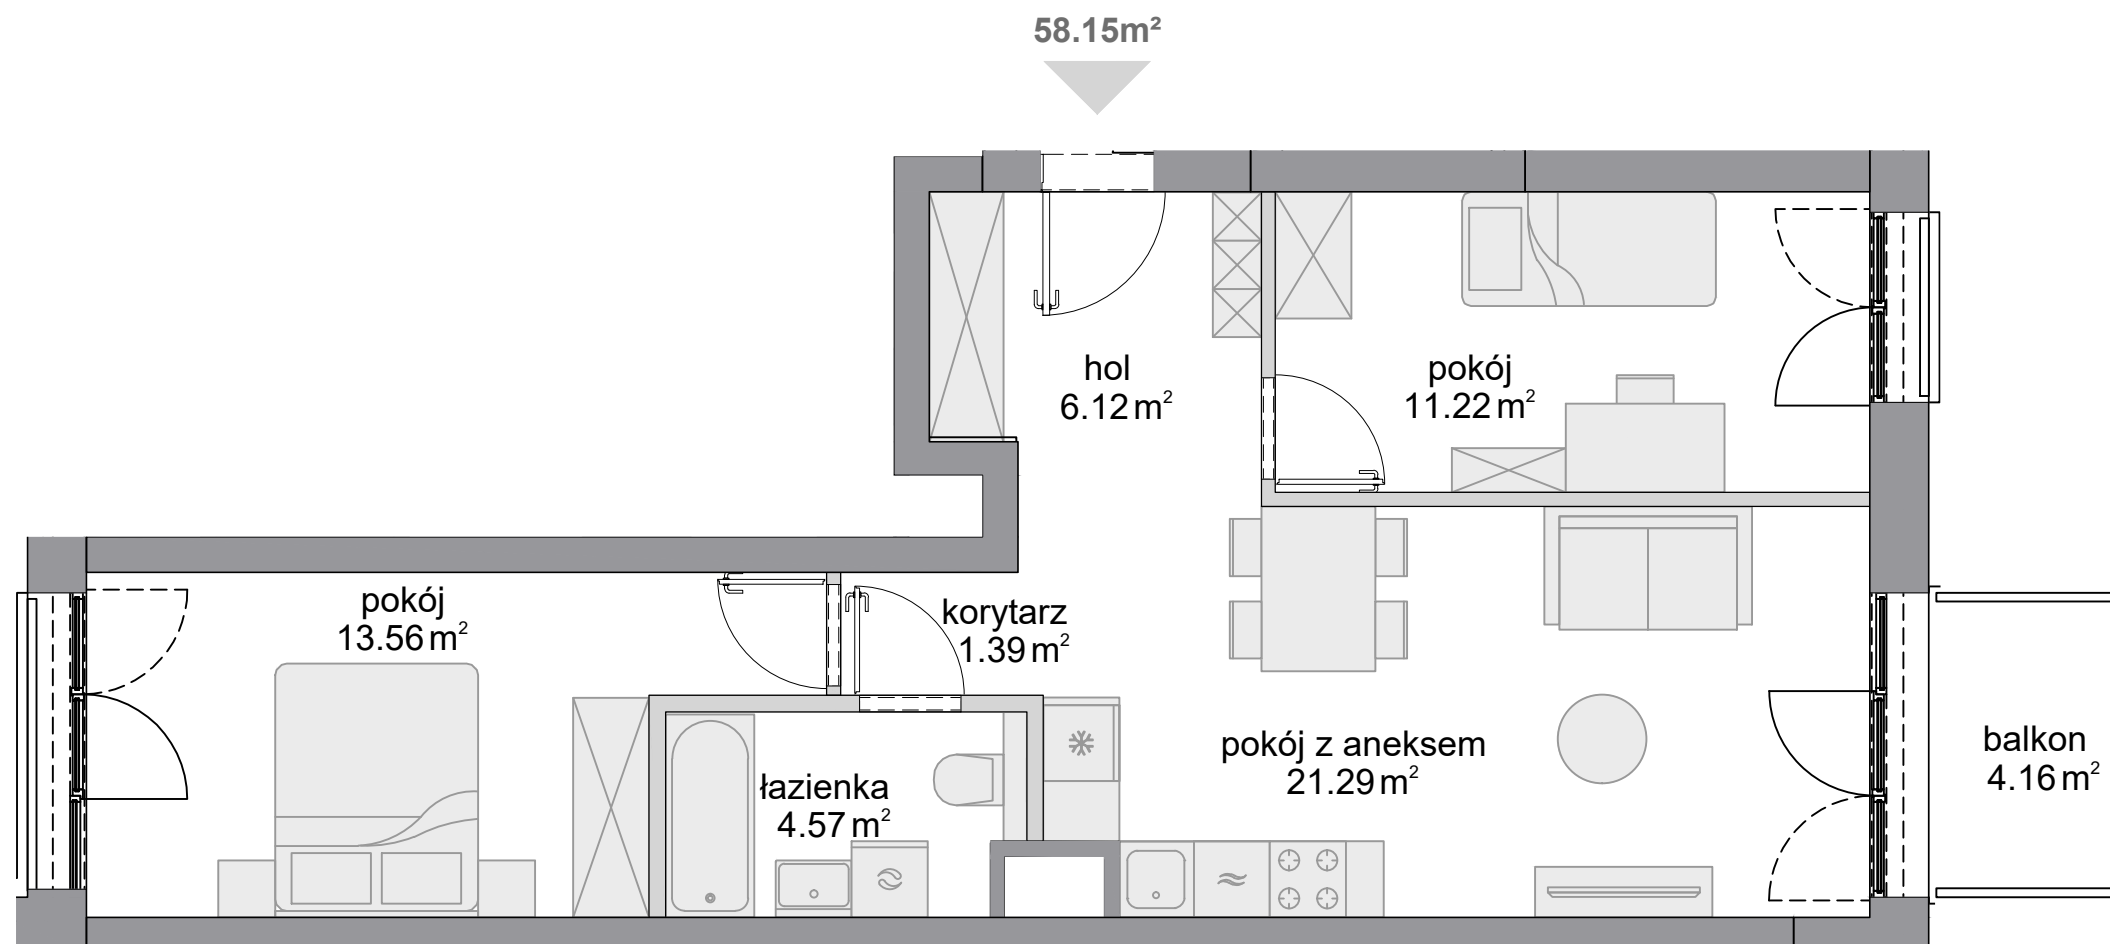 58.15m²
hol
6.12 m²
pokój
11.22 m²
pokój
13.56 m²
korytarz
1.39 m²
łazienka
4.57 m²
pokój z aneksem
21.29 m²
balkon
4.16 m²